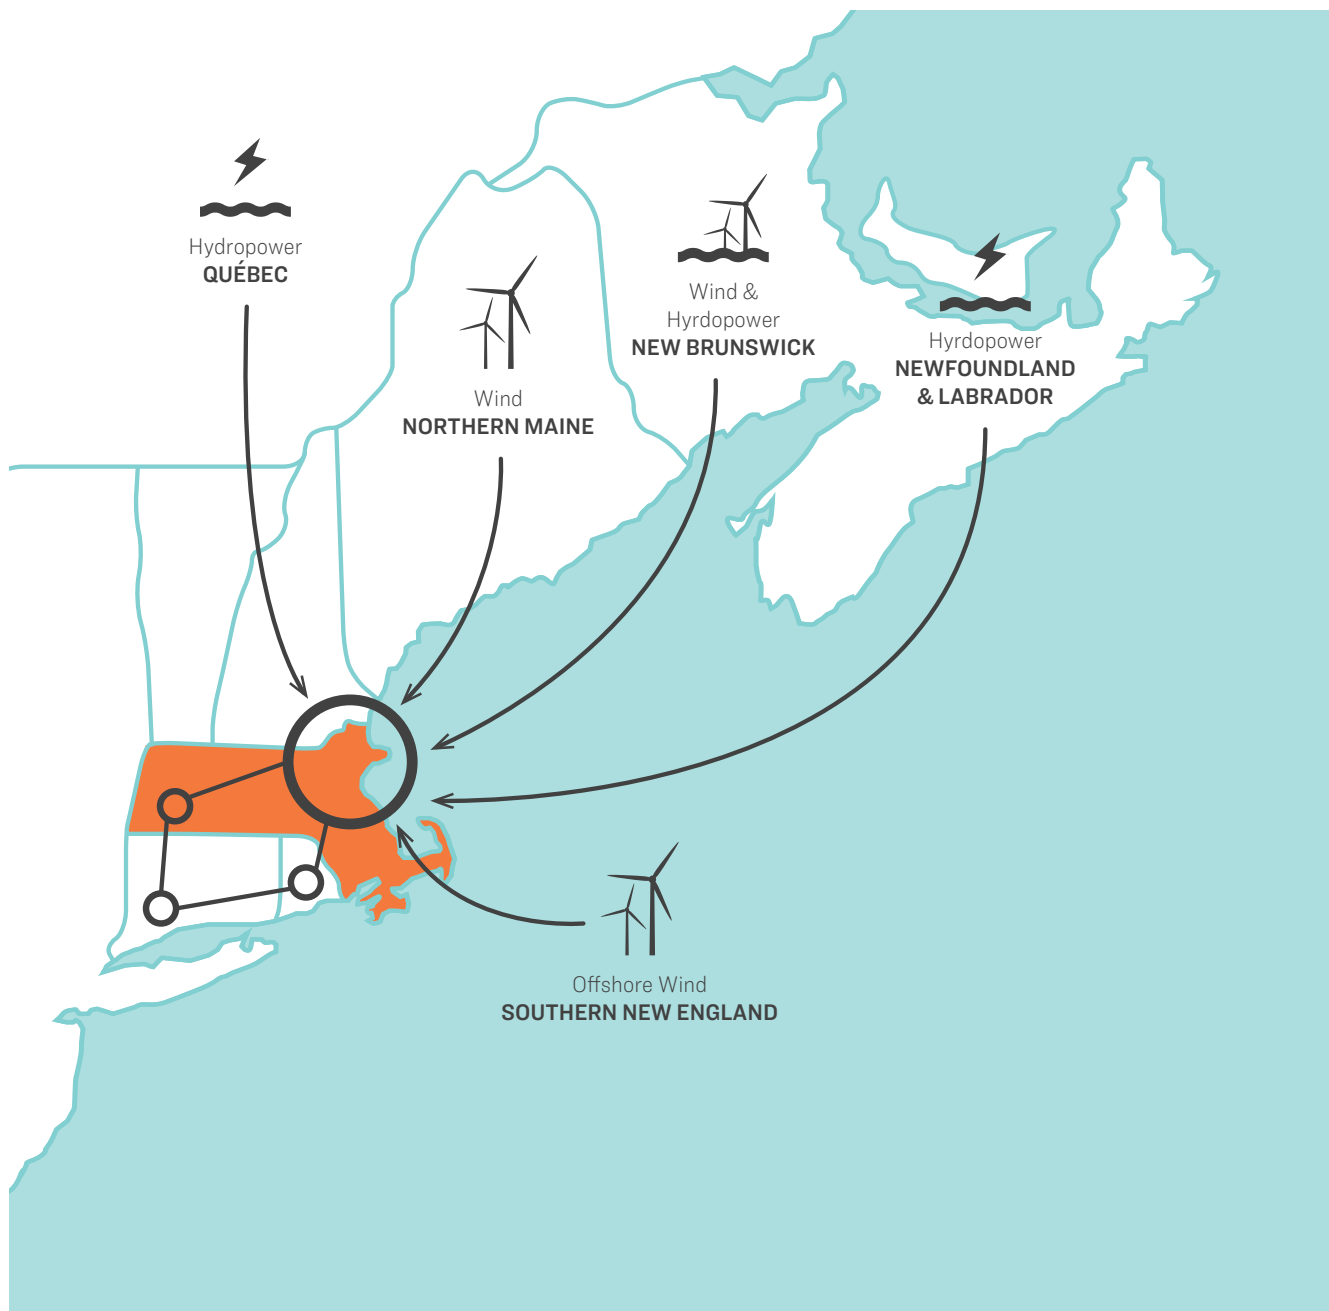 Hydropower
QUÉBEC
Wind &
Hyrdopower
NEW BRUNSWICK
Hyrdopower
NEWFOUNDLAND
& LABRADOR
Wind
NORTHERN MAINE
Offshore Wind
SOUTHERN NEW ENGLAND